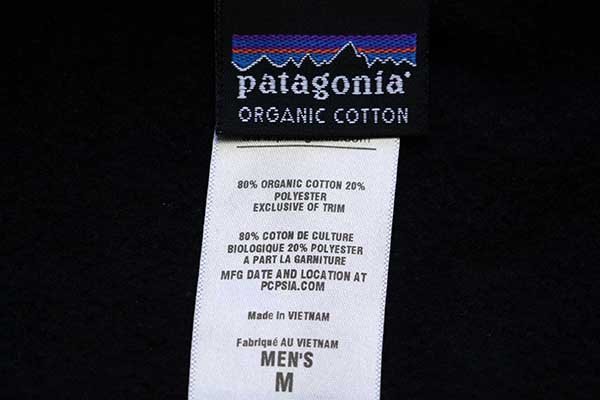 patagonia®
ORGANIC COTTON
80% ORGANIC COTTON 20%
POLYESTER
EXCLUSIVE OF TRIM
80% COTON DE CULTURE
BIOLOGIQUE 20% POLYESTER
A PART LA GARNITURE
MFG DATE AND LOCATION AT
PCPSIA.COM
Made in VIETNAM
Fabriqué AU VIETNAM
MEN'S
M